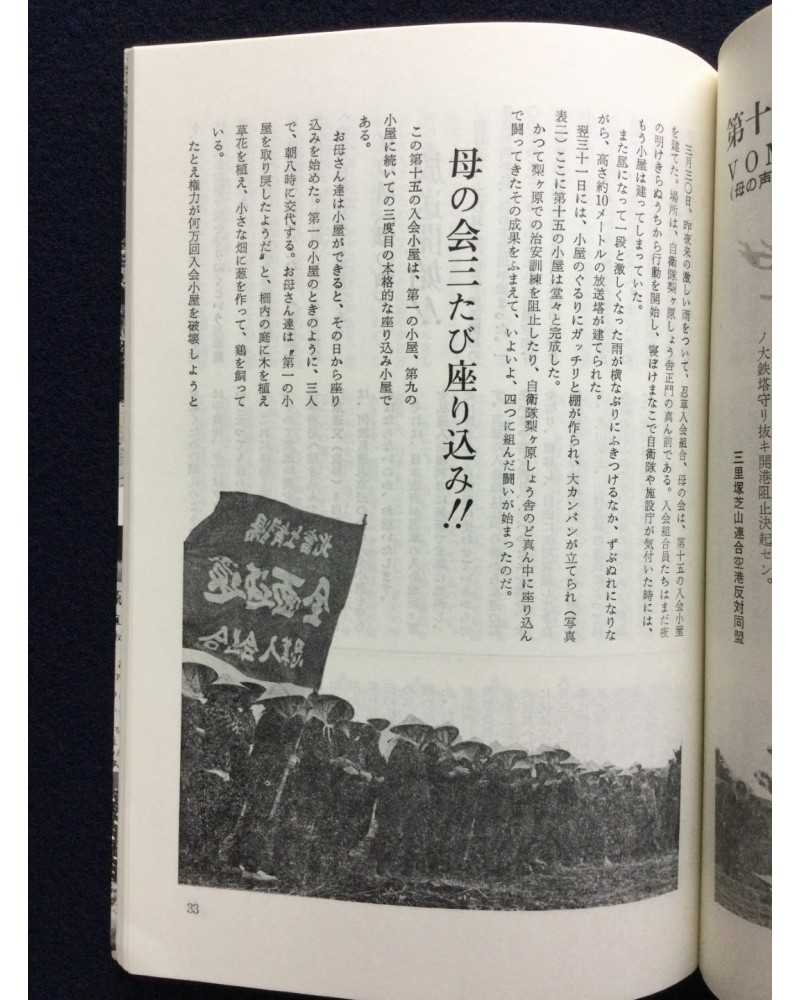 第十
VON
(母の声
ノ大鉄塔守リ抜キ開港阻止決起セン。
三里塚芝山連合空港反対同盟
三月三〇日、昨夜来の激しい雨をついて、忍草入会組合、母の会は、第十五の入会小屋
を建てた。場所は、自衛隊梨ヶ原しょう舎正門の真ん前である。入会組合員たちはまだ夜
の明けきらぬうちから行動を開始し、寝ぼけまなこで自衛隊や施設庁が気付いた時には、
もう小屋は建ってしまっていた。
また昼になって一段と激しくなった雨が横なぶりにふきつけるなか、ずぶぬれになりな
がら、高さ約10メートルの放送塔が建てられた。
翌三十一日には、小屋のぐるりにガッチリと棚が作られ、大カンバンが立てられ(写真
表二)ここに第十五の小屋は堂々と完成した。
かつて梨ヶ原での治安訓練を阻止したり、自衛隊梨ヶ原しょう舎のど真ん中に座り込ん
で闘ってきたその成果をふまえて、いよいよ、四つに組んだ闘いが始まったのだ。
母の会三たび座り込み!!
この第十五の入会小屋は、第一の小屋、第九の
小屋に続いての三度目の本格的な座り込み小屋で
ある。
お母さん達は小屋ができると、その日から座り
込みを始めた。第一の小屋のときのように、三人
で、朝八時に交代する。お母さん達は〝第一の小
屋を取り戻したようだ〟と、柵内の庭に木を植え
草花を植え、小さな畑に葱を作って、鶏を飼って
いる。
たとえ権力が何万回入会小屋を破壊しようと
33